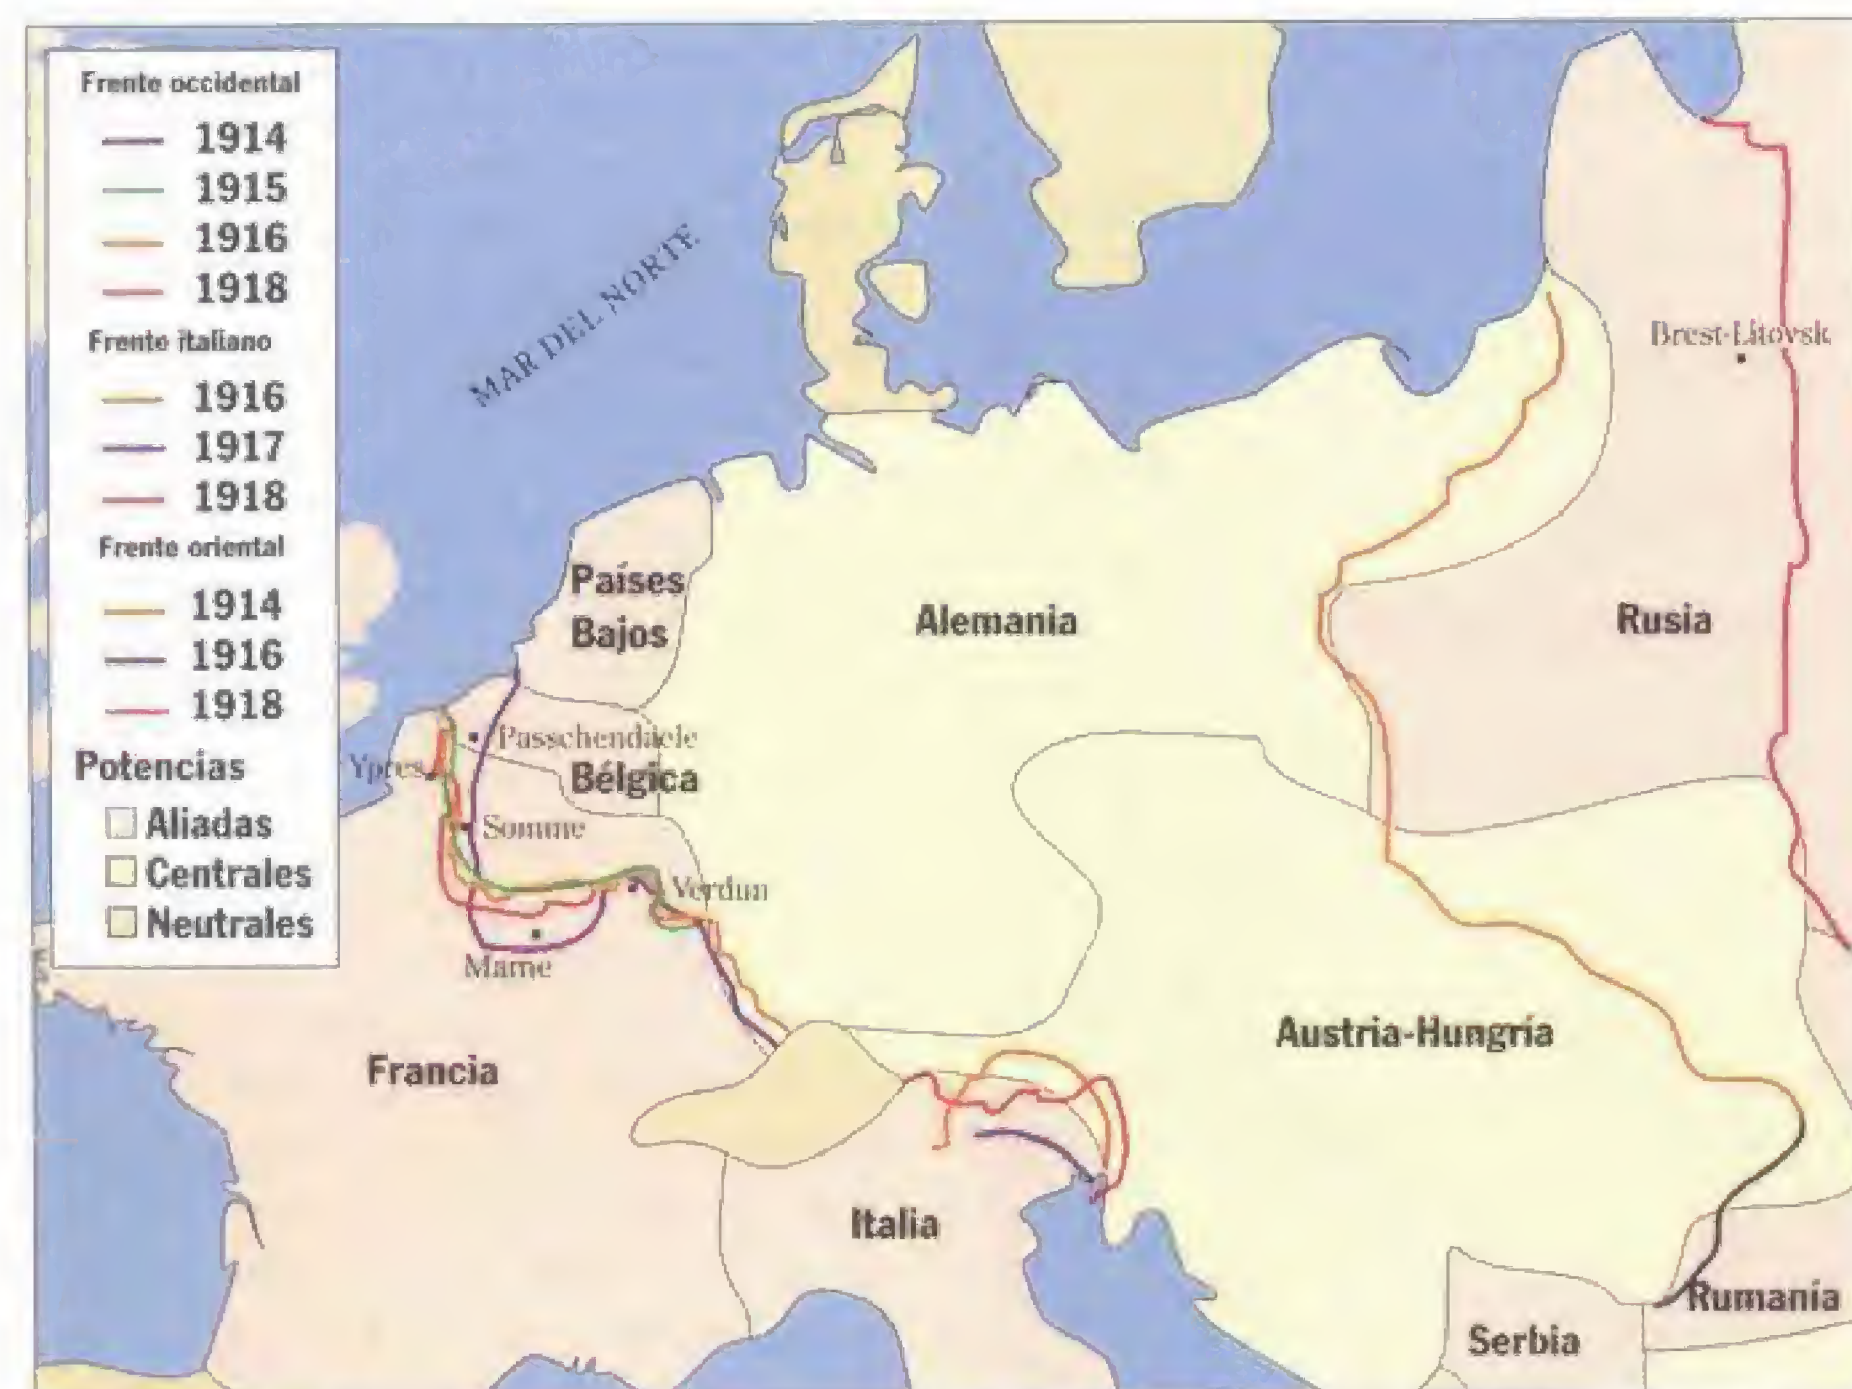 Frente occidental
1914
1915
1916
1918
Frente italiano
1916
1917
1918
Frente oriental
1914
1916
1918
Potencias
Aliadas
Centrales
Neutrales
MAR DEL NORTE
Brest-Litovsk
Países
Bajos
Alemania
Rusia
Passchendaele
Ypres
Bélgica
Somme
Verdun
Marne
Francia
Austria-Hungría
Italia
Rumanía
Serbia